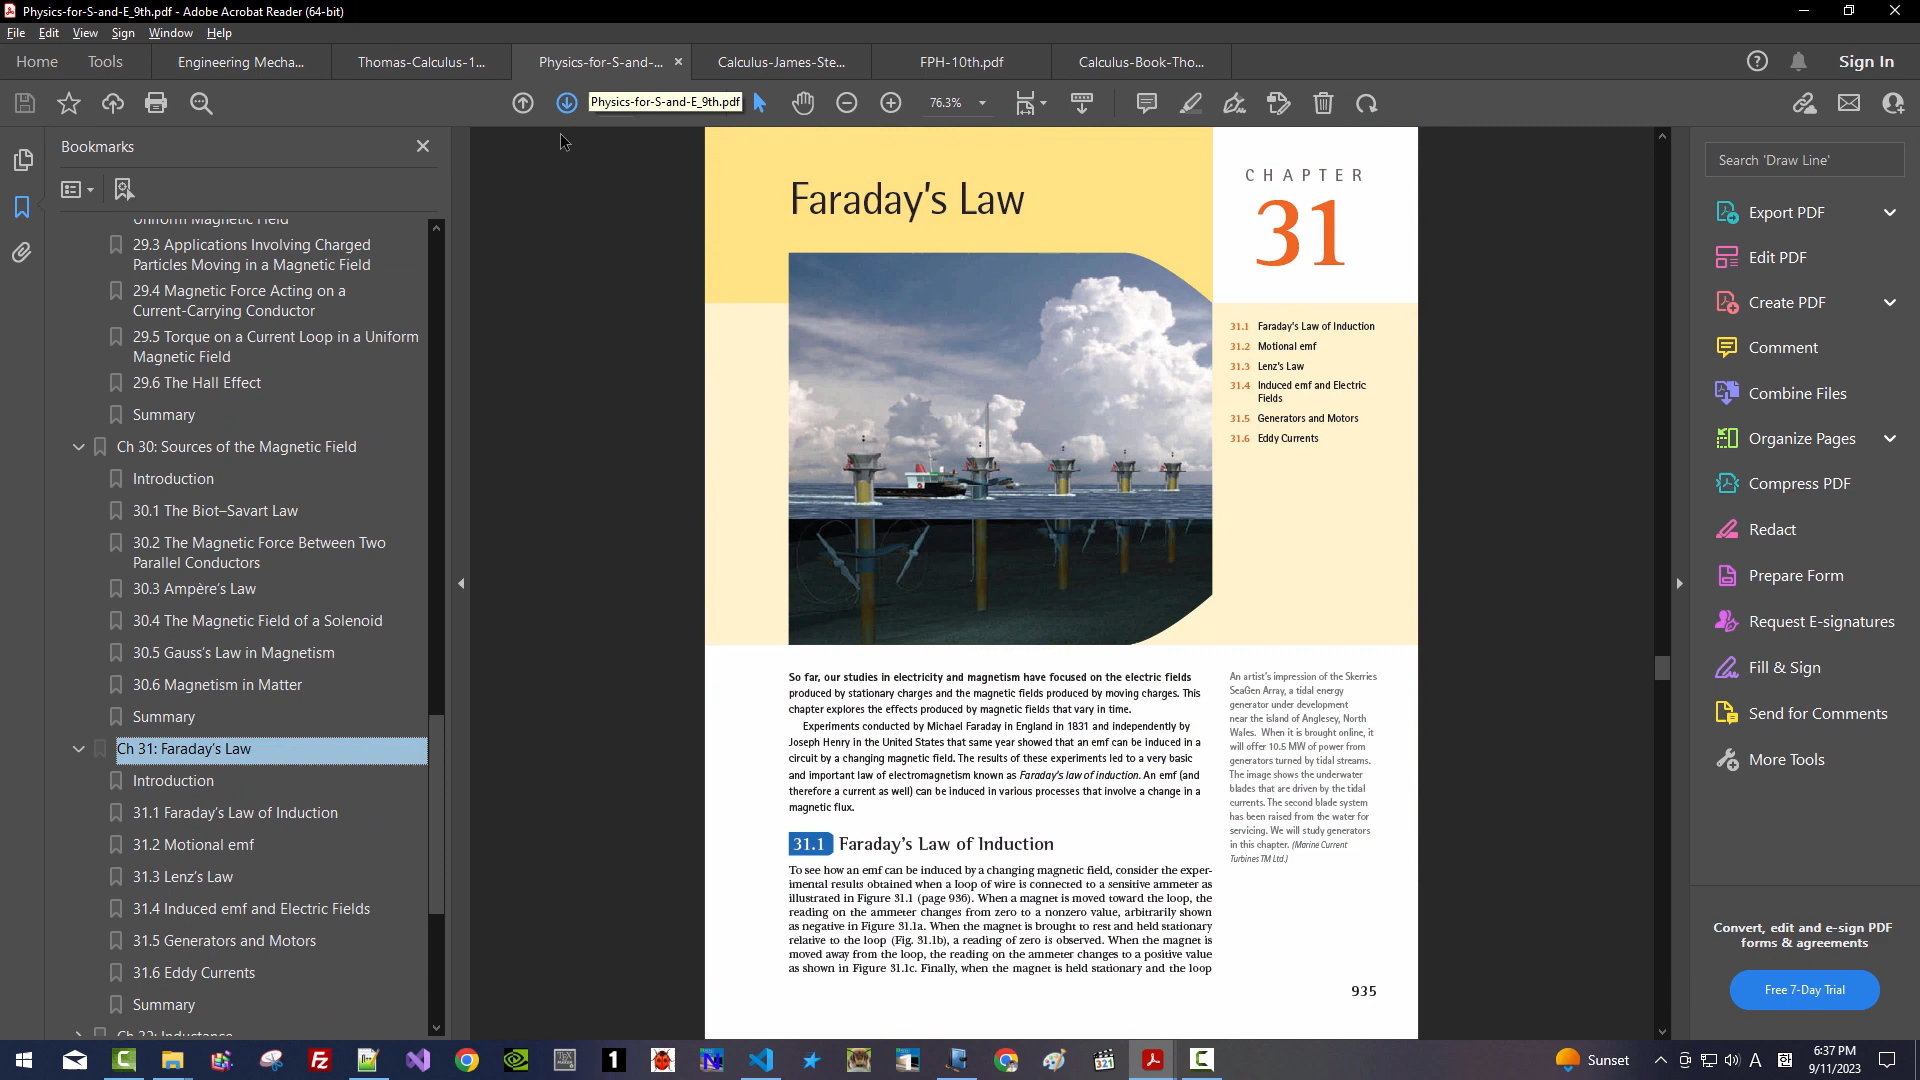 Physics-for-S-and-E_9th.pdf - Adobe Acrobat Reader (64-bit)
File Edit View Sign Window Help
Home Tools Engineering Mecha... Thomas-Calculus-1... Physics-for-S-and-... Calculus-James-Ste... FPH-10th.pdf Calculus-Book-Tho... Sign In
Physics-for-S-and-E_9th.pdf 76.3%
Bookmarks
Uniform Magnetic Field
29.3 Applications Involving Charged
Particles Moving in a Magnetic Field
29.4 Magnetic Force Acting on a
Current-Carrying Conductor
29.5 Torque on a Current Loop in a Uniform
Magnetic Field
29.6 The Hall Effect
Summary
Ch 30: Sources of the Magnetic Field
Introduction
30.1 The Biot–Savart Law
30.2 The Magnetic Force Between Two
Parallel Conductors
30.3 Ampère's Law
30.4 The Magnetic Field of a Solenoid
30.5 Gauss's Law in Magnetism
30.6 Magnetism in Matter
Summary
Ch 31: Faraday's Law
Introduction
31.1 Faraday's Law of Induction
31.2 Motional emf
31.3 Lenz's Law
31.4 Induced emf and Electric Fields
31.5 Generators and Motors
31.6 Eddy Currents
Summary
Ch 32: Inductance
Faraday's Law
CHAPTER
31
31.1 Faraday's Law of Induction
31.2 Motional emf
31.3 Lenz's Law
31.4 Induced emf and Electric
Fields
31.5 Generators and Motors
31.6 Eddy Currents
So far, our studies in electricity and magnetism have focused on the electric fields
produced by stationary charges and the magnetic fields produced by moving charges. This
chapter explores the effects produced by magnetic fields that vary in time.
Experiments conducted by Michael Faraday in England in 1831 and independently by
Joseph Henry in the United States that same year showed that an emf can be induced in a
circuit by a changing magnetic field. The results of these experiments led to a very basic
and important law of electromagnetism known as Faraday's law of induction. An emf (and
therefore a current as well) can be induced in various processes that involve a change in a
magnetic flux.
An artist's impression of the Skerries
SeaGen Array, a tidal energy
generator under development
near the island of Anglesey, North
Wales. When it is brought online, it
will offer 10.5 MW of power from
generators turned by tidal streams.
The image shows the underwater
blades that are driven by the tidal
currents. The second blade system
has been raised from the water for
servicing. We will study generators
in this chapter. (Marine Current
Turbines TM Ltd.)
31.1 Faraday's Law of Induction
To see how an emf can be induced by a changing magnetic field, consider the exper-
imental results obtained when a loop of wire is connected to a sensitive ammeter as
illustrated in Figure 31.1 (page 936). When a magnet is moved toward the loop, the
reading on the ammeter changes from zero to a nonzero value, arbitrarily shown
as negative in Figure 31.1a. When the magnet is brought to rest and held stationary
relative to the loop (Fig. 31.1b), a reading of zero is observed. When the magnet is
moved away from the loop, the reading on the ammeter changes to a positive value
as shown in Figure 31.1c. Finally, when the magnet is held stationary and the loop
935
Search 'Draw Line'
Export PDF
Edit PDF
Create PDF
Comment
Combine Files
Organize Pages
Compress PDF
Redact
Prepare Form
Request E-signatures
Fill & Sign
Send for Comments
More Tools
Convert, edit and e-sign PDF
forms & agreements
Free 7-Day Trial
Sunset
A
6:37 PM
9/11/2023